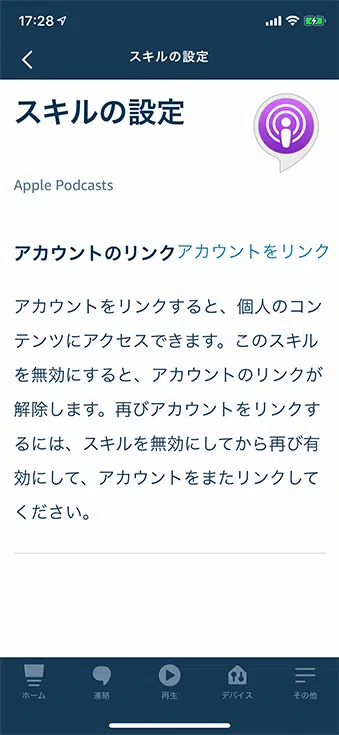 17:28
スキルの設定
スキルの設定
Apple Podcasts
アカウントのリンク アカウントをリンク
アカウントをリンクすると、個人のコン
テンツにアクセスできます。このスキル
を無効にすると、アカウントのリンクが
解除します。再びアカウントをリンクす
るには、スキルを無効にしてから再び有
効にして、アカウントをまたリンクして
ください。
ホーム 連絡 再生 デバイス その他